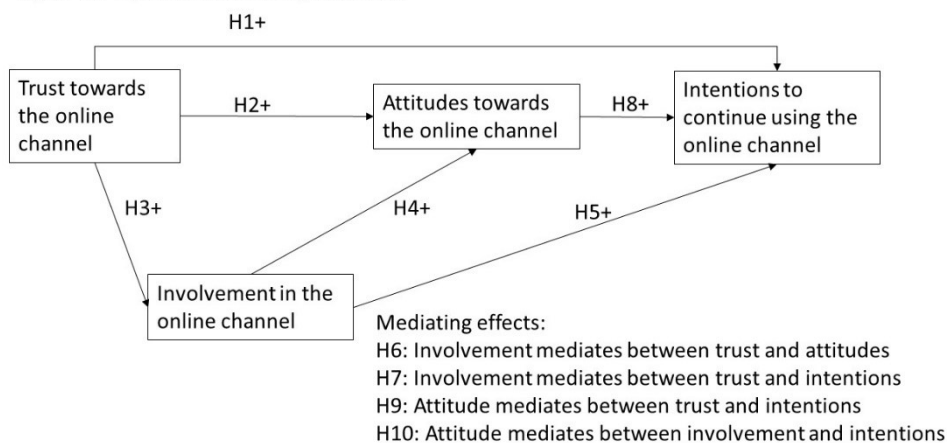 H1+
Trust towards
the online
channel
H2+
Attitudes towards
the online channel
H8+
Intentions to
continue using the
online channel
H3+
H4+
H5+
Involvement in the
online channel
Mediating effects:
H6: Involvement mediates between trust and attitudes
H7: Involvement mediates between trust and intentions
H9: Attitude mediates between trust and intentions
H10: Attitude mediates between involvement and intentions